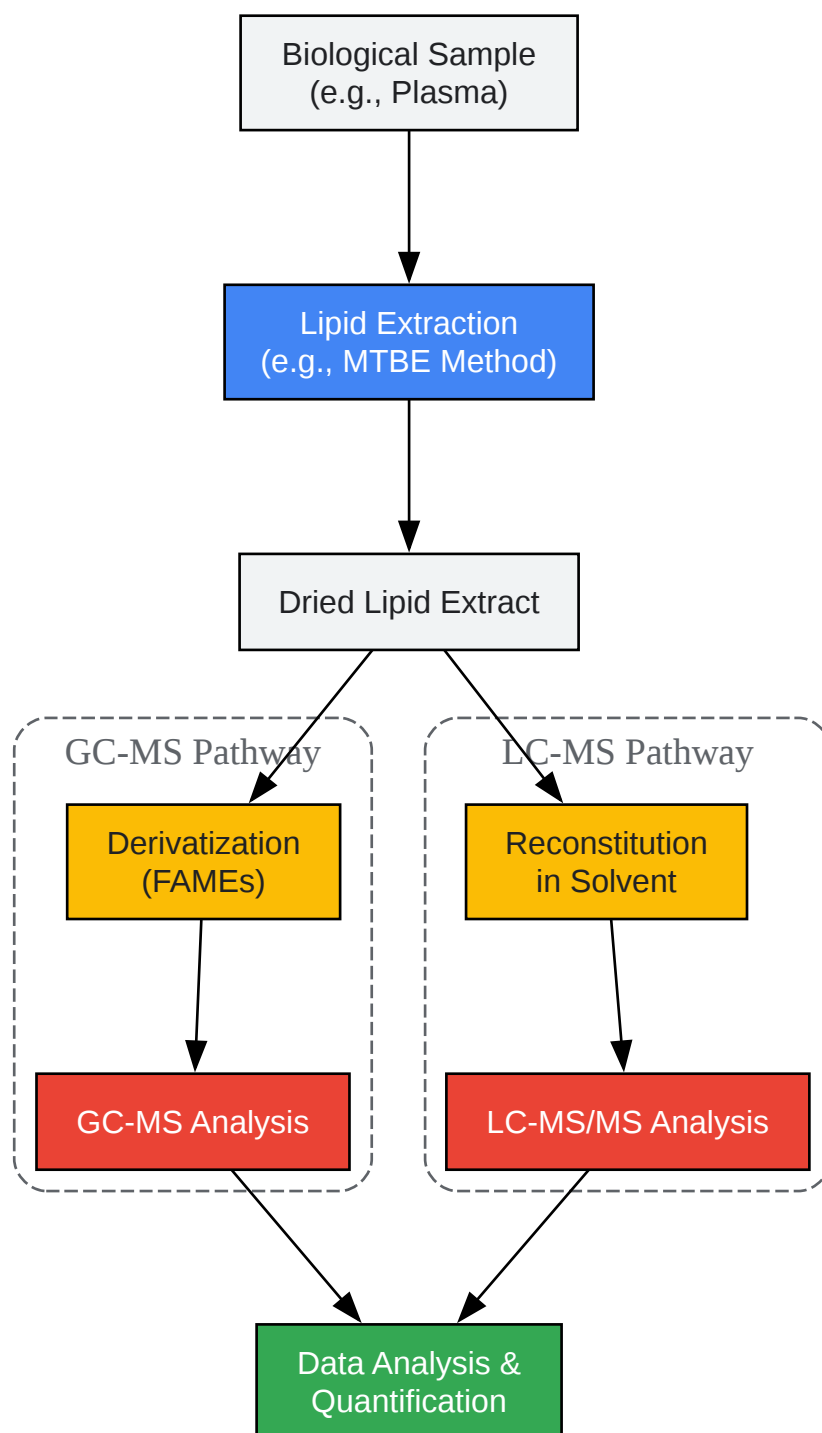 Biological Sample
(e.g., Plasma)
Lipid Extraction
(e.g., MTBE Method)
Dried Lipid Extract
GC-MS Pathway
LC-MS Pathway
Derivatization
(FAMEs)
Reconstitution
in Solvent
GC-MS Analysis
LC-MS/MS Analysis
Data Analysis &
Quantification